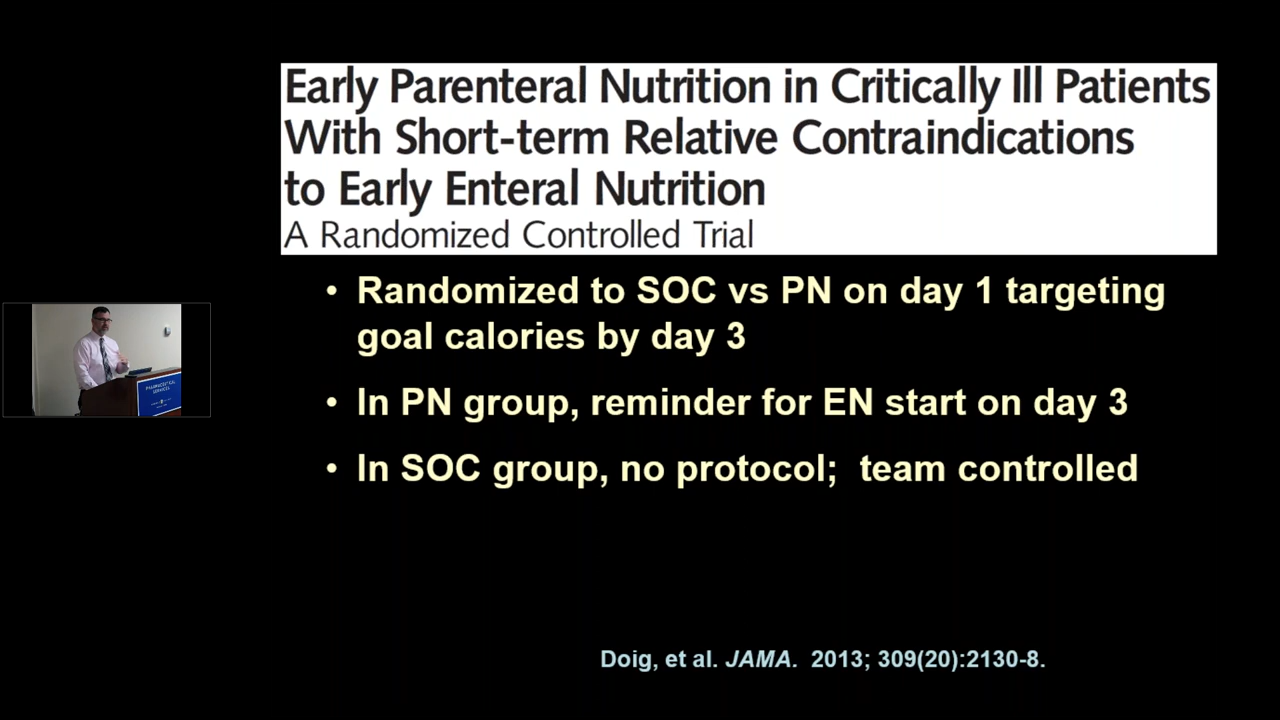 Early Parenteral Nutrition in Critically Ill Patients
With Short-term Relative Contraindications
to Early Enteral Nutrition
A Randomized Controlled Trial
• Randomized to SOC vs PN on day 1 targeting
goal calories by day 3
• In PN group, reminder for EN start on day 3
• In SOC group, no protocol; team controlled
PHARMACEUTICAL
SERVICES
Doig, et al. JAMA. 2013; 309(20):2130-8.